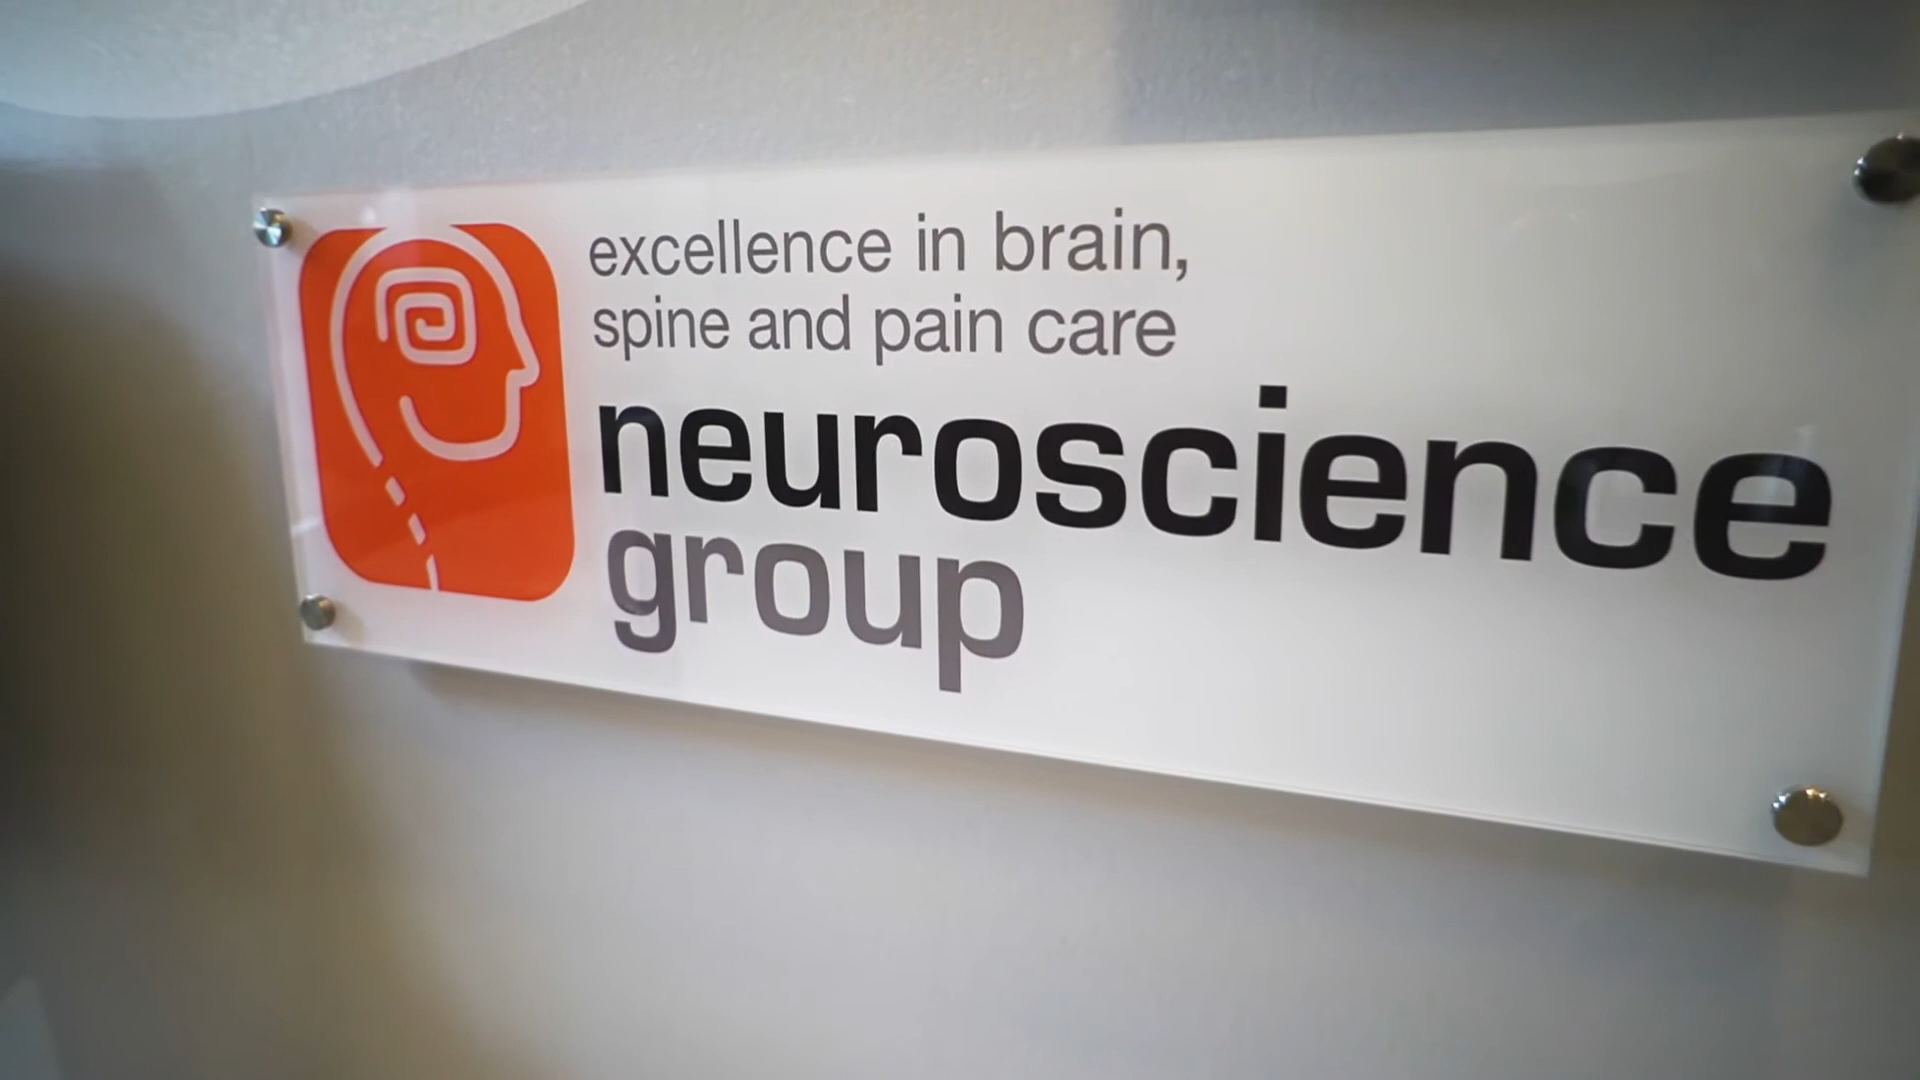 excellence in brain,
spine and pain care
neuroscience
group